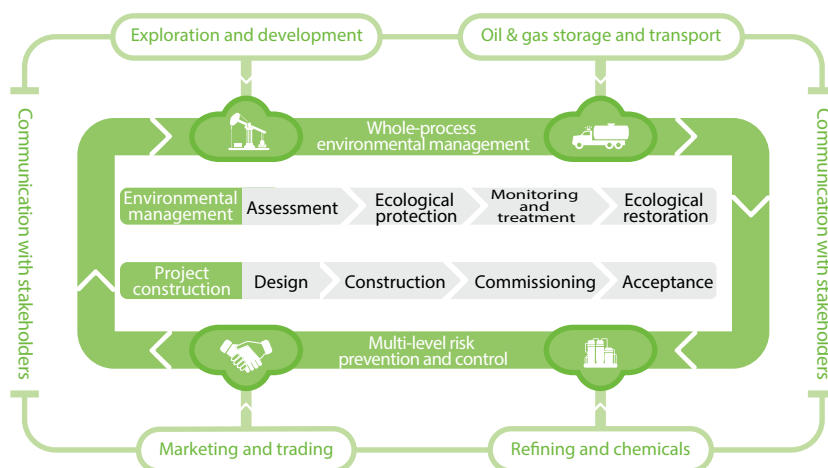 Exploration and development
Oil & gas storage and transport
Communication with stakeholders
Communication with stakeholders
Whole-process
environmental management
Environmental
management
Assessment
Ecological
protection
Monitoring
and
treatment
Ecological
restoration
Project
construction
Design
Construction
Commissioning
Acceptance
Multi-level risk
prevention and control
Marketing and trading
Refining and chemicals